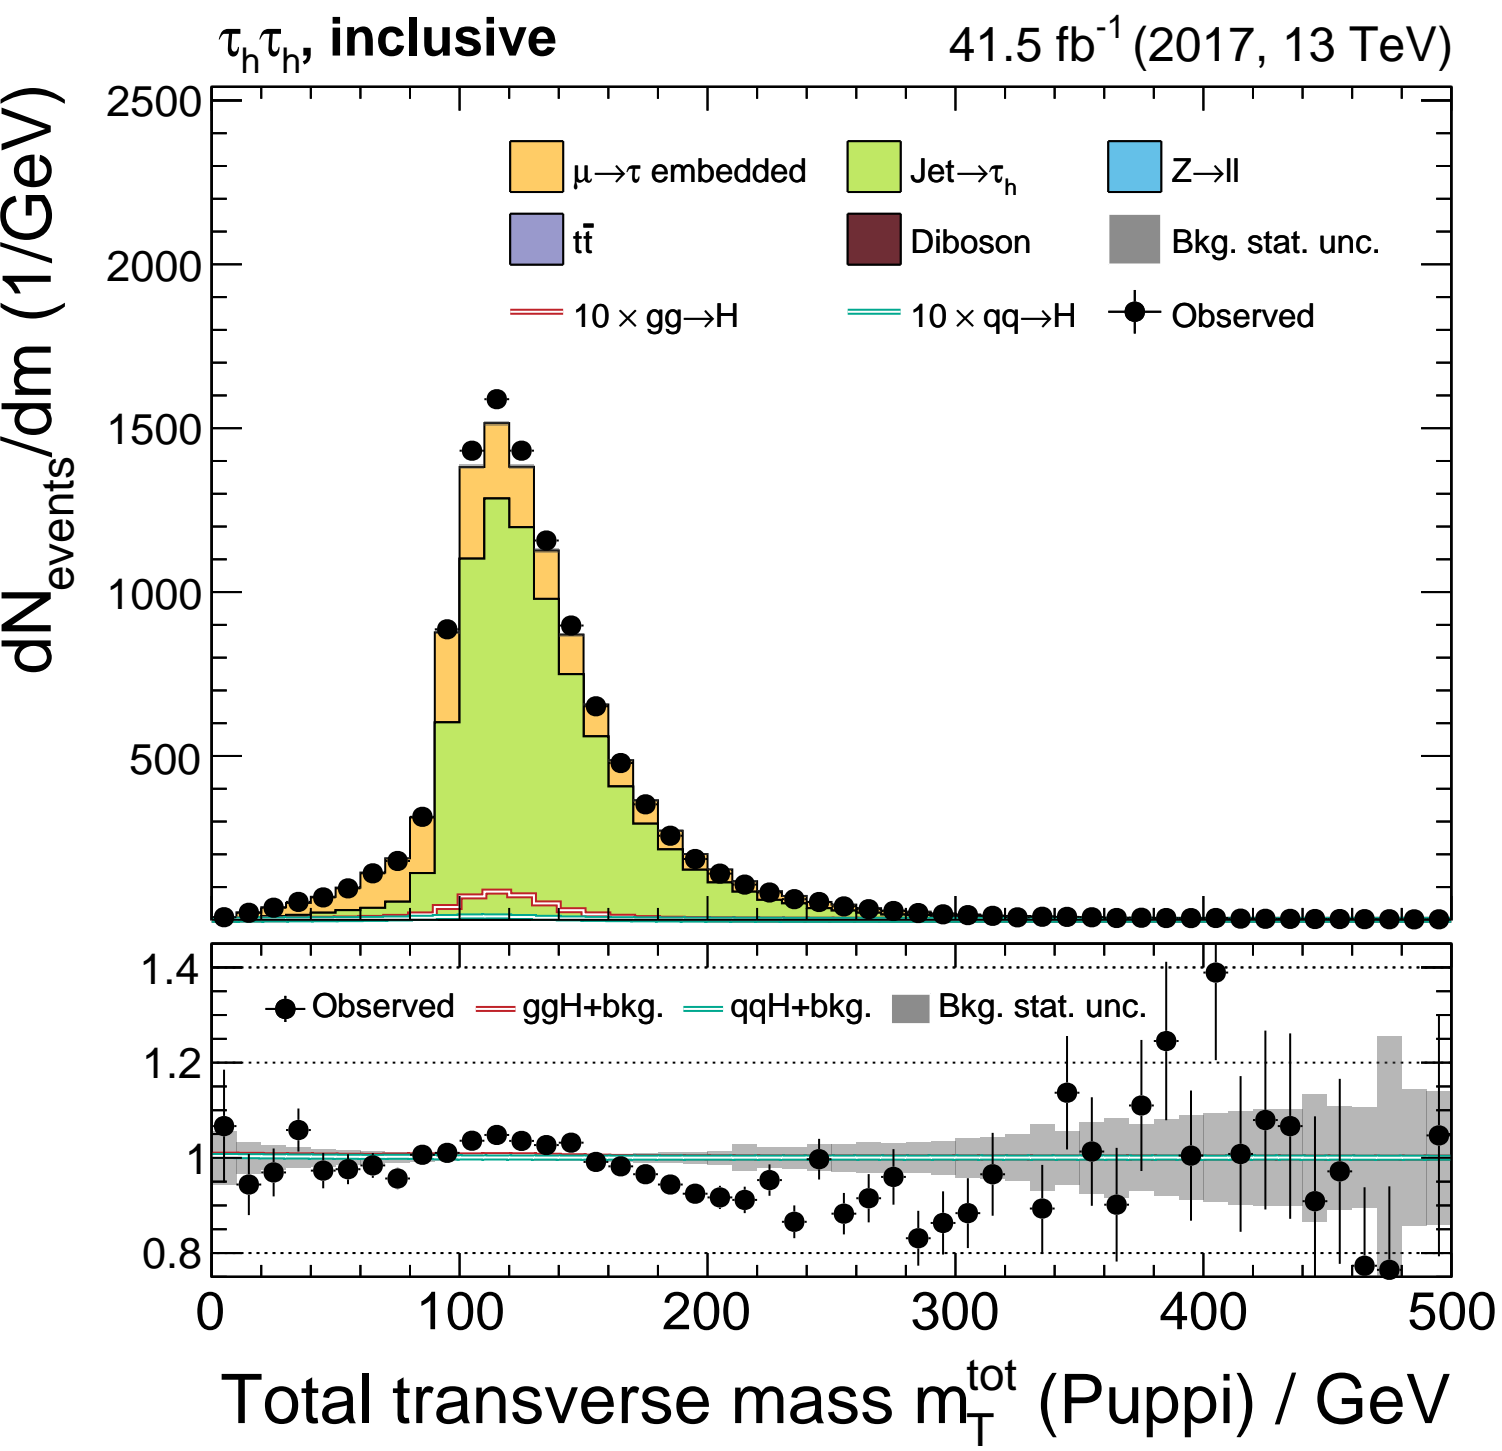 τₕτₕ, inclusive 41.5 fb⁻¹ (2017, 13 TeV)
dN_events/dm (1/GeV)
2500
2000
1500
1000
500
μ→τ embedded Jet→τₕ Z→ll
tt̄ Diboson Bkg. stat. unc.
10 × gg→H 10 × qq→H Observed
1.4
1.2
1
0.8
Observed ggH+bkg. qqH+bkg. Bkg. stat. unc.
0 100 200 300 400 500
Total transverse mass m_T^tot (Puppi) / GeV